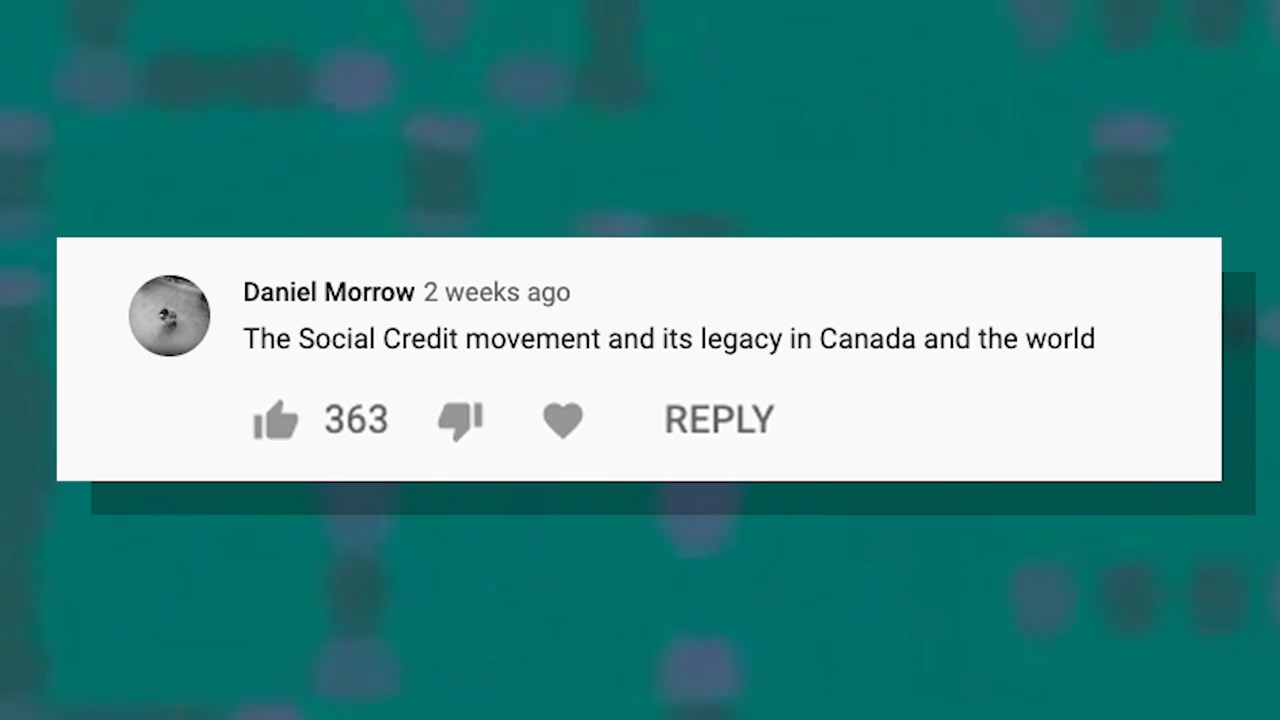 Daniel Morrow 2 weeks ago
The Social Credit movement and its legacy in Canada and the world
363 REPLY